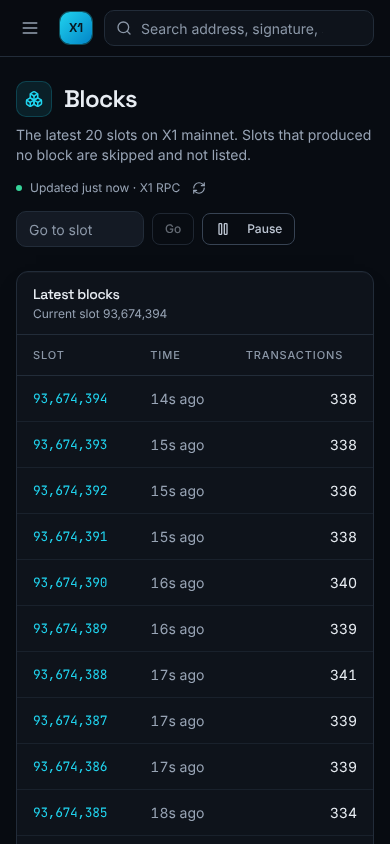 X1
Search address, signature,
Blocks
The latest 20 slots on X1 mainnet. Slots that produced
no block are skipped and not listed.
Updated just now · X1 RPC
Go to slot
Go
Pause
Latest blocks
Current slot 93,674,394
SLOT TIME TRANSACTIONS
93,674,394 14s ago 338
93,674,393 15s ago 338
93,674,392 15s ago 336
93,674,391 15s ago 338
93,674,390 16s ago 340
93,674,389 16s ago 339
93,674,388 17s ago 341
93,674,387 17s ago 339
93,674,386 17s ago 339
93,674,385 18s ago 334